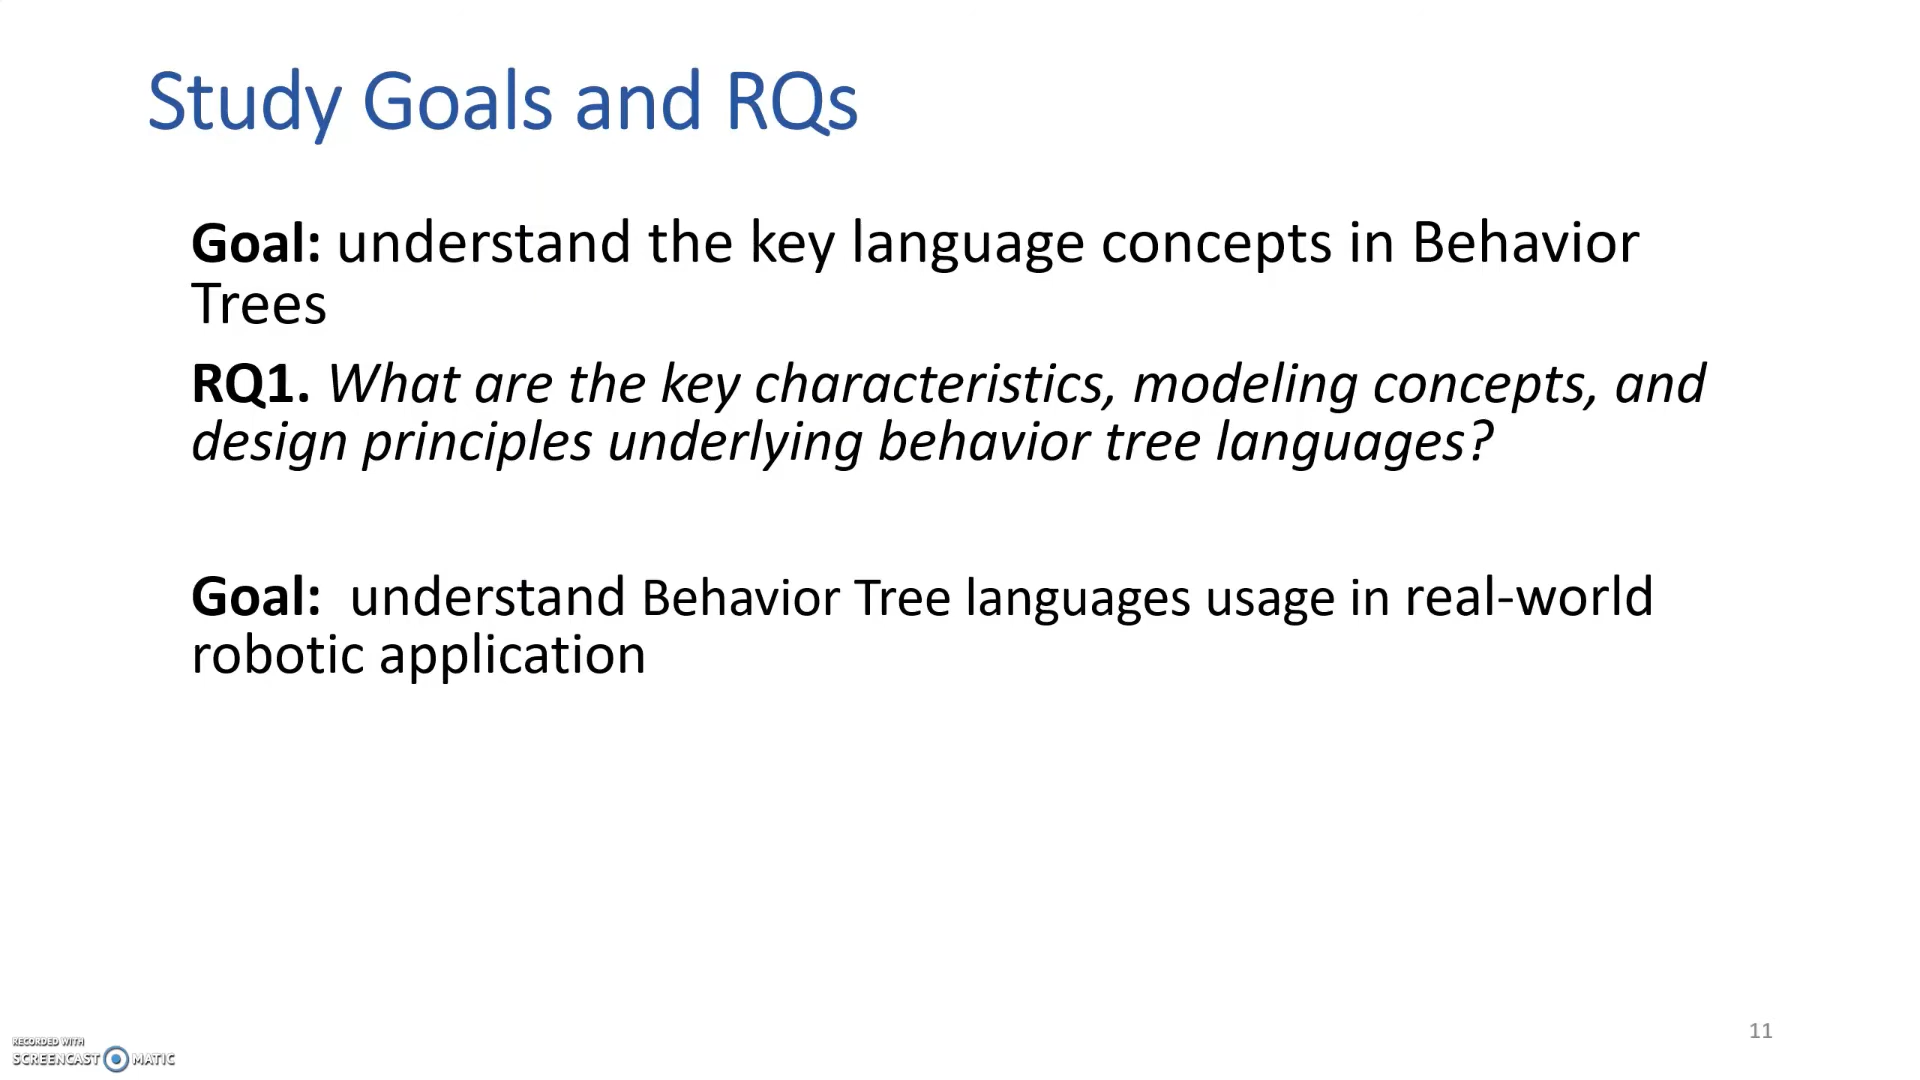 Study Goals and RQs
Goal: understand the key language concepts in Behavior
Trees
RQ1. What are the key characteristics, modeling concepts, and
design principles underlying behavior tree languages?
Goal:  understand Behavior Tree languages usage in real-world
robotic application
11
RECORDED WITH
SCREENCAST MATIC